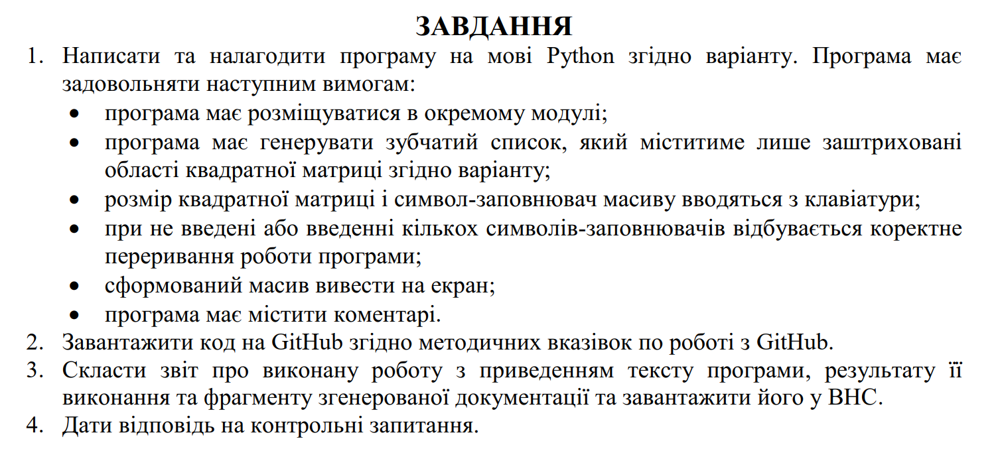 ЗАВДАННЯ
1. Написати та налагодити програму на мові Python згідно варіанту. Програма має
задовольняти наступним вимогам:
• програма має розміщуватися в окремому модулі;
• програма має генерувати зубчатий список, який міститиме лише заштриховані
області квадратної матриці згідно варіанту;
• розмір квадратної матриці і символ-заповнювач масиву вводяться з клавіатури;
• при не введені або введенні кількох символів-заповнювачів відбувається коректне
переривання роботи програми;
• сформований масив вивести на екран;
• програма має містити коментарі.
2. Завантажити код на GitHub згідно методичних вказівок по роботі з GitHub.
3. Скласти звіт про виконану роботу з приведенням тексту програми, результату її
виконання та фрагменту згенерованої документації та завантажити його у ВНС.
4. Дати відповідь на контрольні запитання.